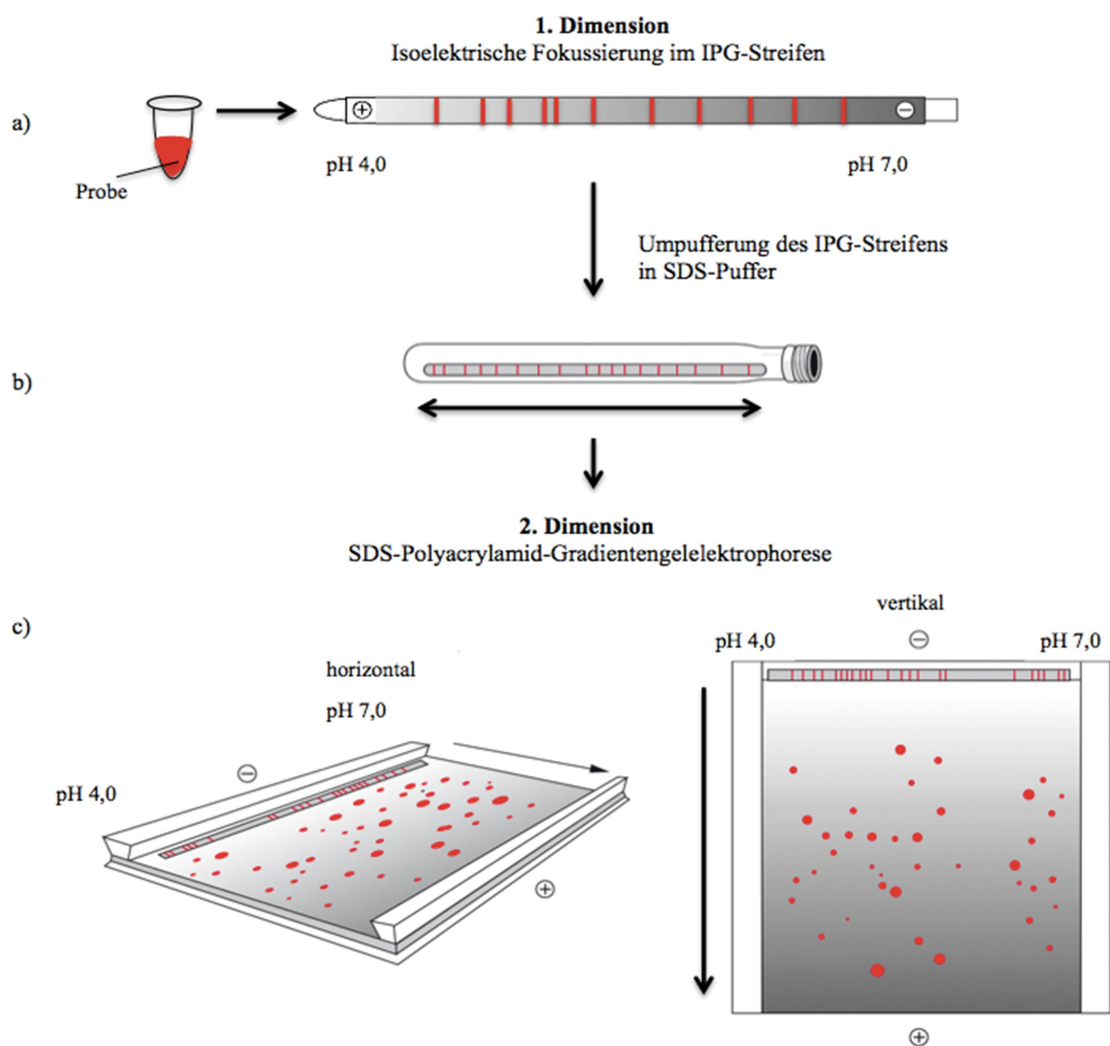 1. Dimension
Isoelektrische Fokussierung im IPG-Streifen
a)
+
−
Probe
pH 4,0
pH 7,0
Umpufferung des IPG-Streifens
in SDS-Puffer
b)
2. Dimension
SDS-Polyacrylamid-Gradientengelelektrophorese
c)
horizontal
pH 7,0
−
pH 4,0
+
vertikal
pH 4,0
−
pH 7,0
+